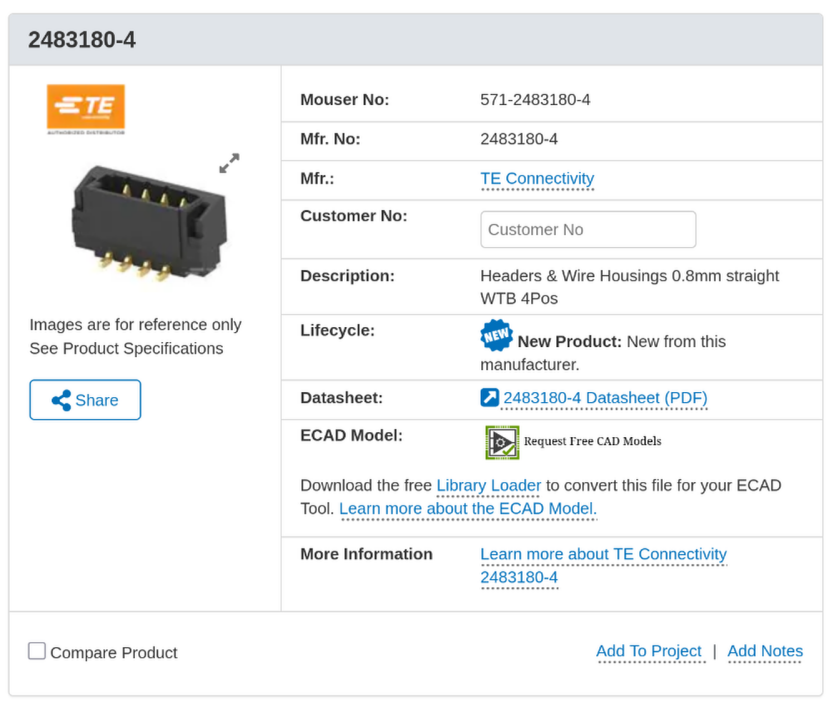 2483180-4
TE
AUTHORIZED DISTRIBUTOR
Images are for reference only
See Product Specifications
Share
Mouser No: 571-2483180-4
Mfr. No: 2483180-4
Mfr.: TE Connectivity
Customer No: Customer No
Description: Headers & Wire Housings 0.8mm straight
WTB 4Pos
Lifecycle: NEW New Product: New from this
manufacturer.
Datasheet: 2483180-4 Datasheet (PDF)
ECAD Model: Request Free CAD Models
Download the free Library Loader to convert this file for your ECAD
Tool. Learn more about the ECAD Model.
More Information Learn more about TE Connectivity
2483180-4
Compare Product
Add To Project | Add Notes